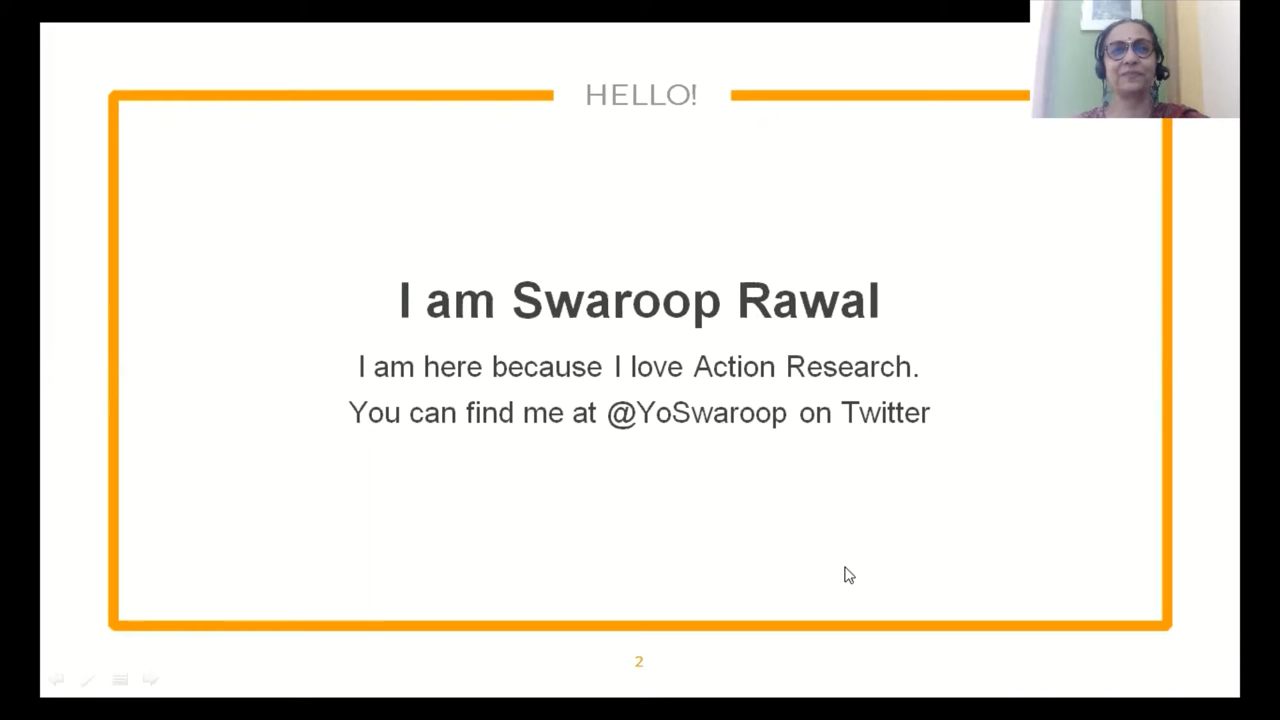 HELLO!
I am Swaroop Rawal
I am here because I love Action Research.
You can find me at @YoSwaroop on Twitter
2